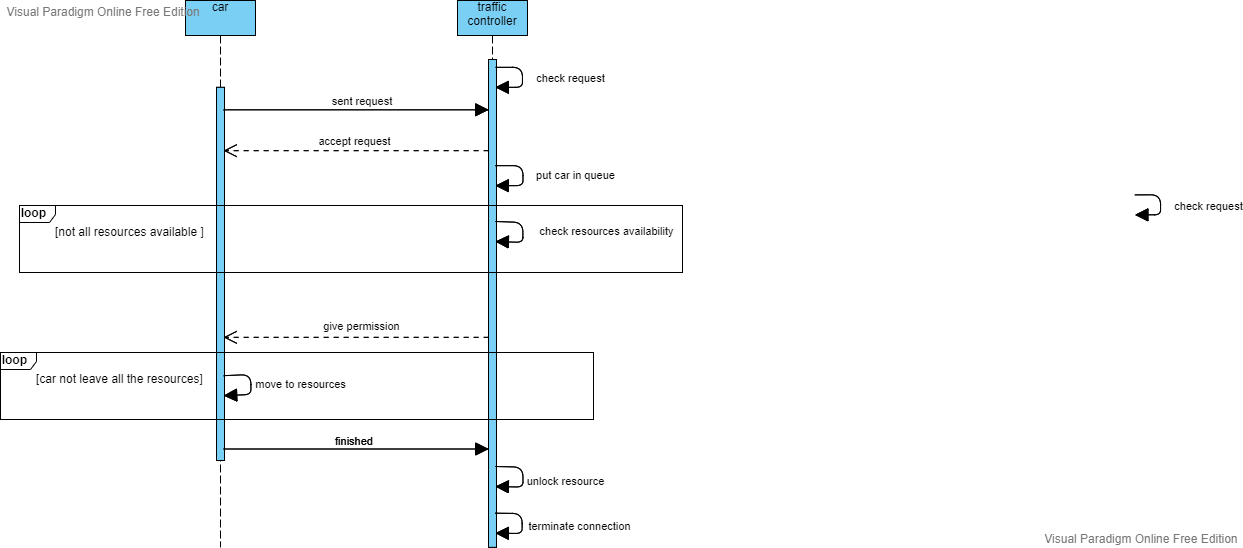 Visual Paradigm Online Free Edition
car
traffic
controller
check request
sent request
accept request
put car in queue
loop
[not all resources available ]
check resources availability
check request
give permission
loop
[car not leave all the resources]
move to resources
finished
unlock resource
terminate connection
Visual Paradigm Online Free Edition